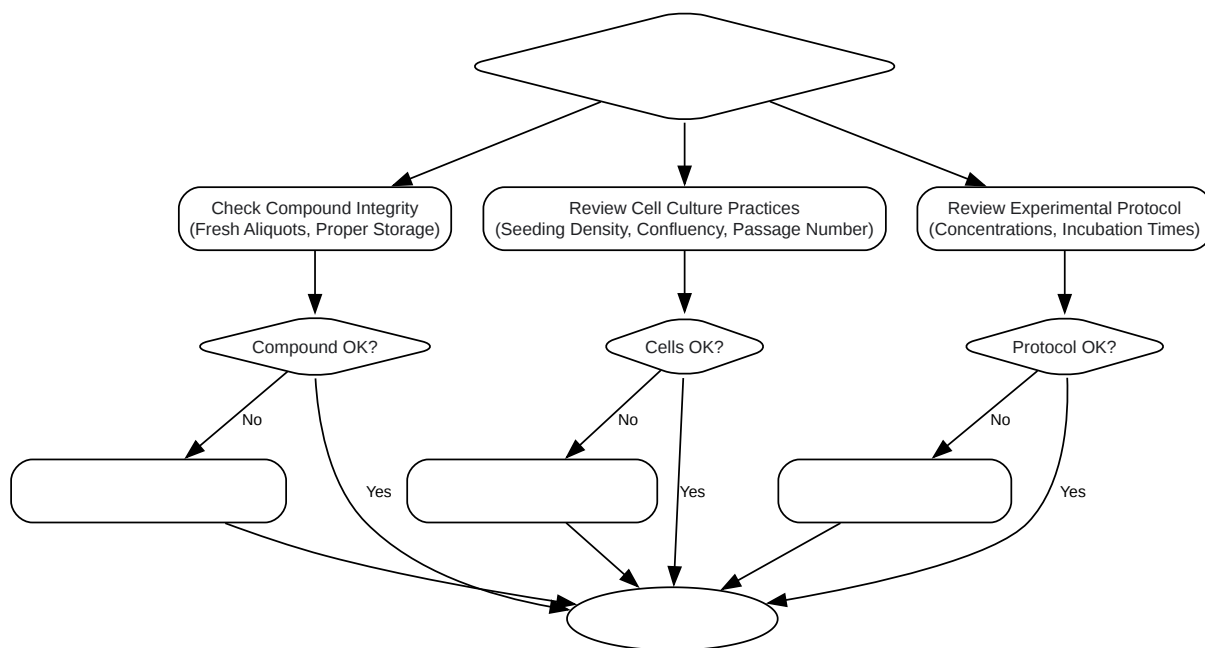 Check Compound Integrity
(Fresh Aliquots, Proper Storage)
Review Cell Culture Practices
(Seeding Density, Confluency, Passage Number)
Review Experimental Protocol
(Concentrations, Incubation Times)
Compound OK?
Cells OK?
Protocol OK?
No
No
No
Yes
Yes
Yes